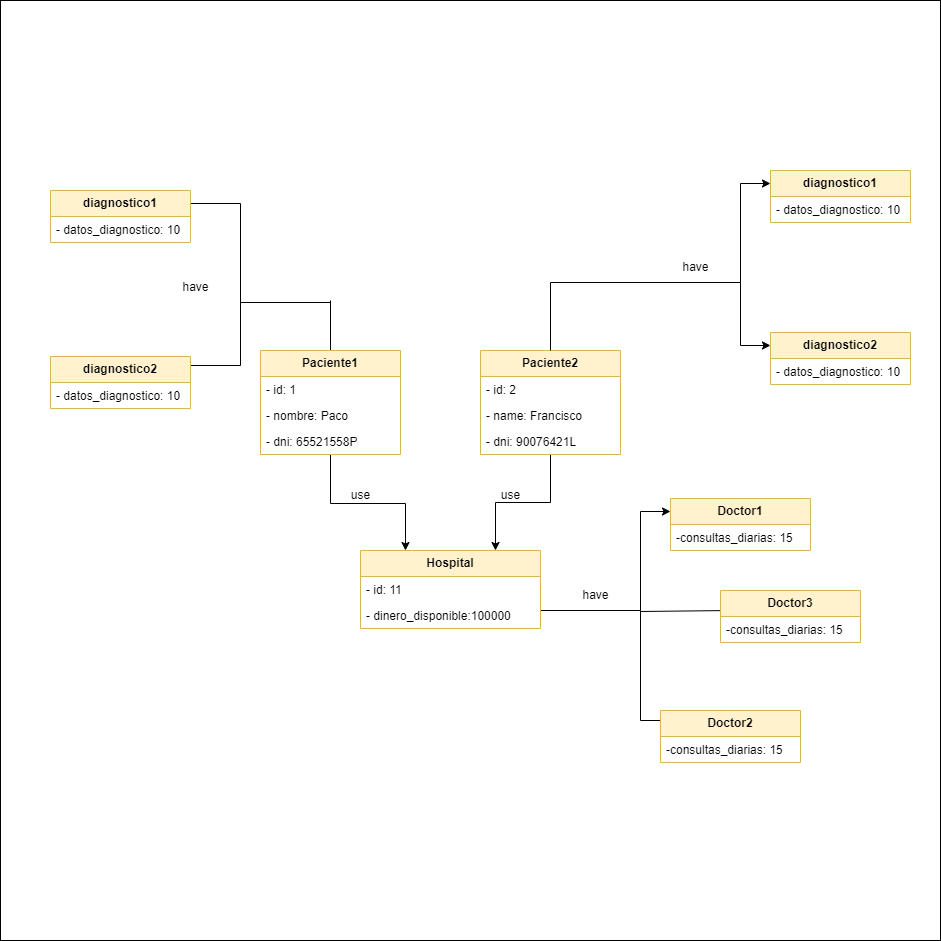 diagnostico1
- datos_diagnostico: 10
have
diagnostico2
- datos_diagnostico: 10
diagnostico1
- datos_diagnostico: 10
have
diagnostico2
- datos_diagnostico: 10
Paciente1
- id: 1
- nombre: Paco
- dni: 65521558P
Paciente2
- id: 2
- name: Francisco
- dni: 90076421L
use
use
Hospital
- id: 11
- dinero_disponible:100000
have
Doctor1
-consultas_diarias: 15
Doctor3
-consultas_diarias: 15
Doctor2
-consultas_diarias: 15